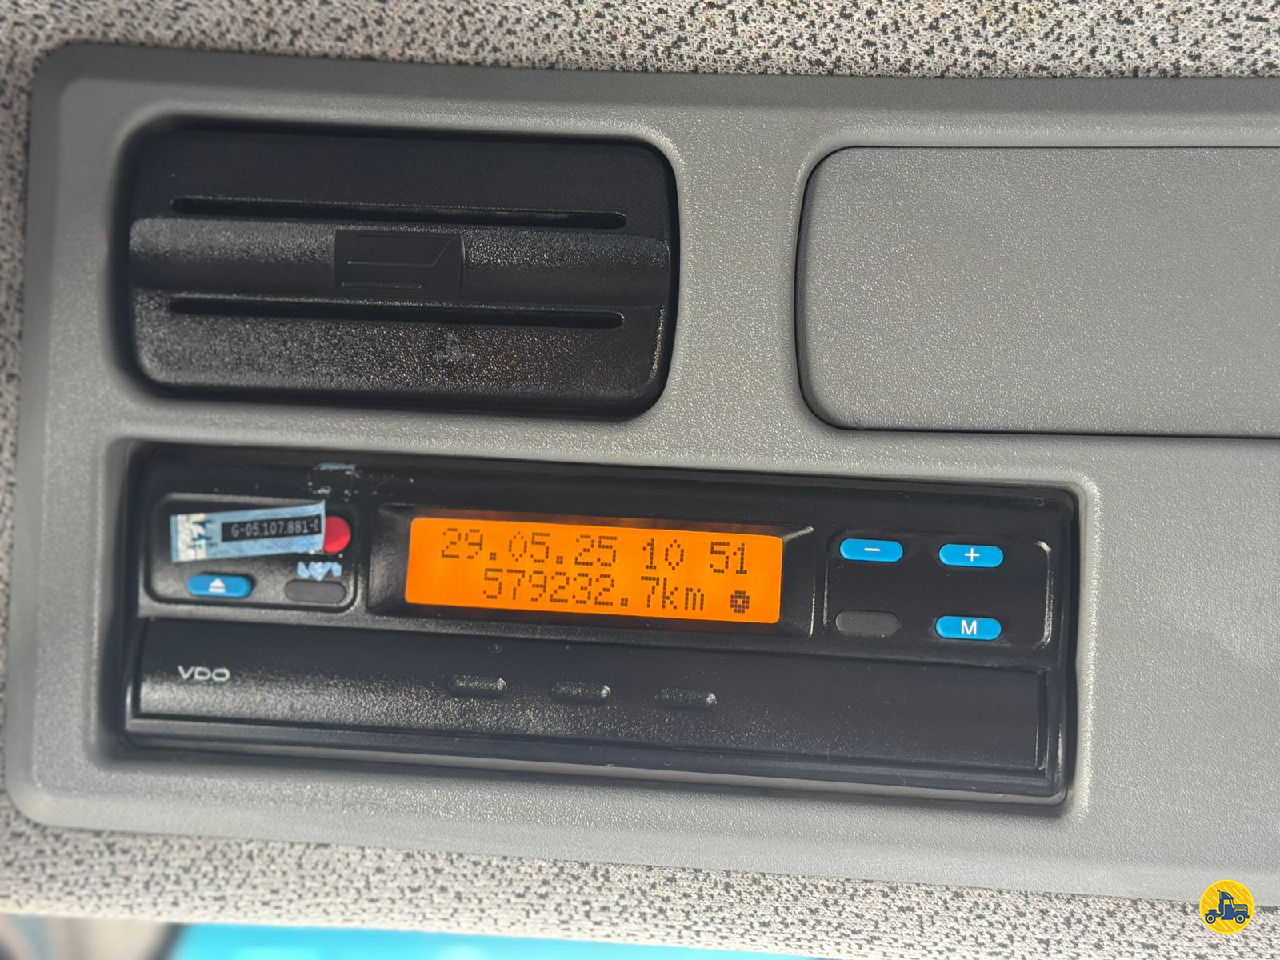 G-05.107.881-
29.05.25 10 51
579232.7km
− +
M
VDO